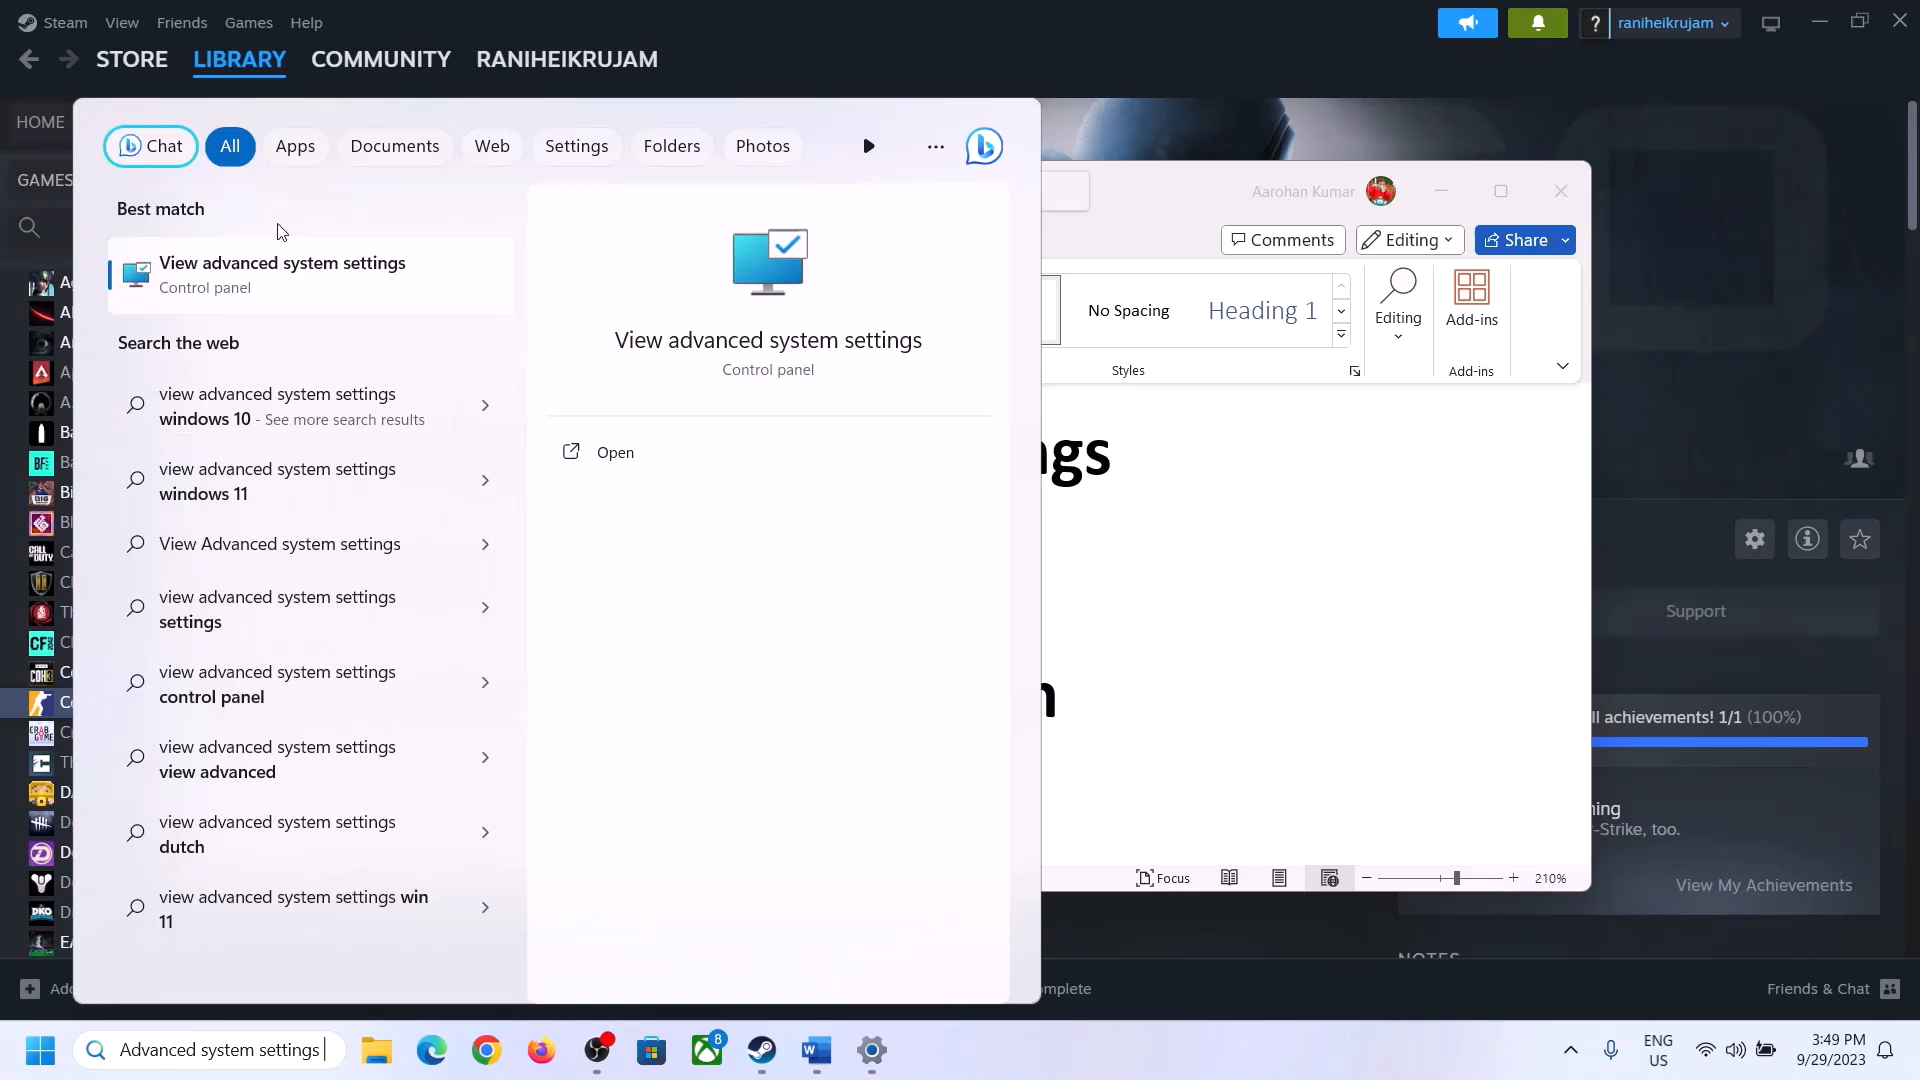 Steam View Friends Games Help
raniheikrujam
STORE LIBRARY COMMUNITY RANIHEIKRUJAM
HOME
GAMES
Chat All Apps Documents Web Settings Folders Photos
Best match
View advanced system settings
Control panel
Search the web
view advanced system settings
windows 10 - See more search results
view advanced system settings
windows 11
View Advanced system settings
view advanced system settings
settings
view advanced system settings
control panel
view advanced system settings
view advanced
view advanced system settings
dutch
view advanced system settings win
11
View advanced system settings
Control panel
Open
Aarohan Kumar
Comments Editing Share
No Spacing Heading 1
Editing
Add-ins
Styles
Add-ins
ngs
n
Focus
210%
Support
ll achievements! 1/1 (100%)
-Strike, too.
View My Achievements
NOTES
Friends & Chat
Advanced system settings
8
ENG
US
3:49 PM
9/29/2023